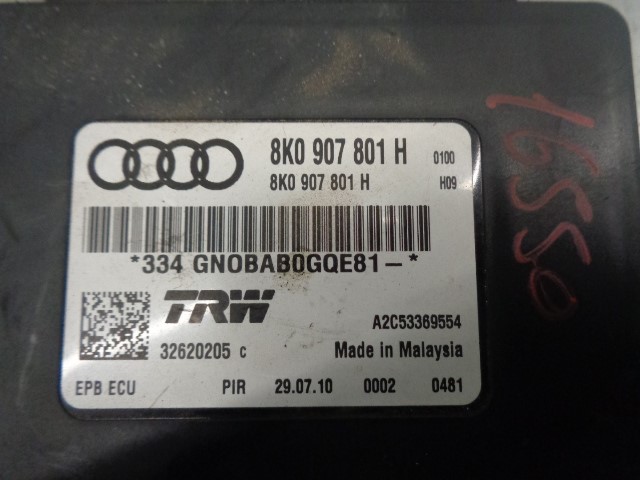 8K0 907 801 H 0100
8K0 907 801 H H09
*334 GNOBAB0GQE81-*
TRW
A2C53369554
32620205 C Made in Malaysia
EPB ECU PIR 29.07.10 0002 0481
16550